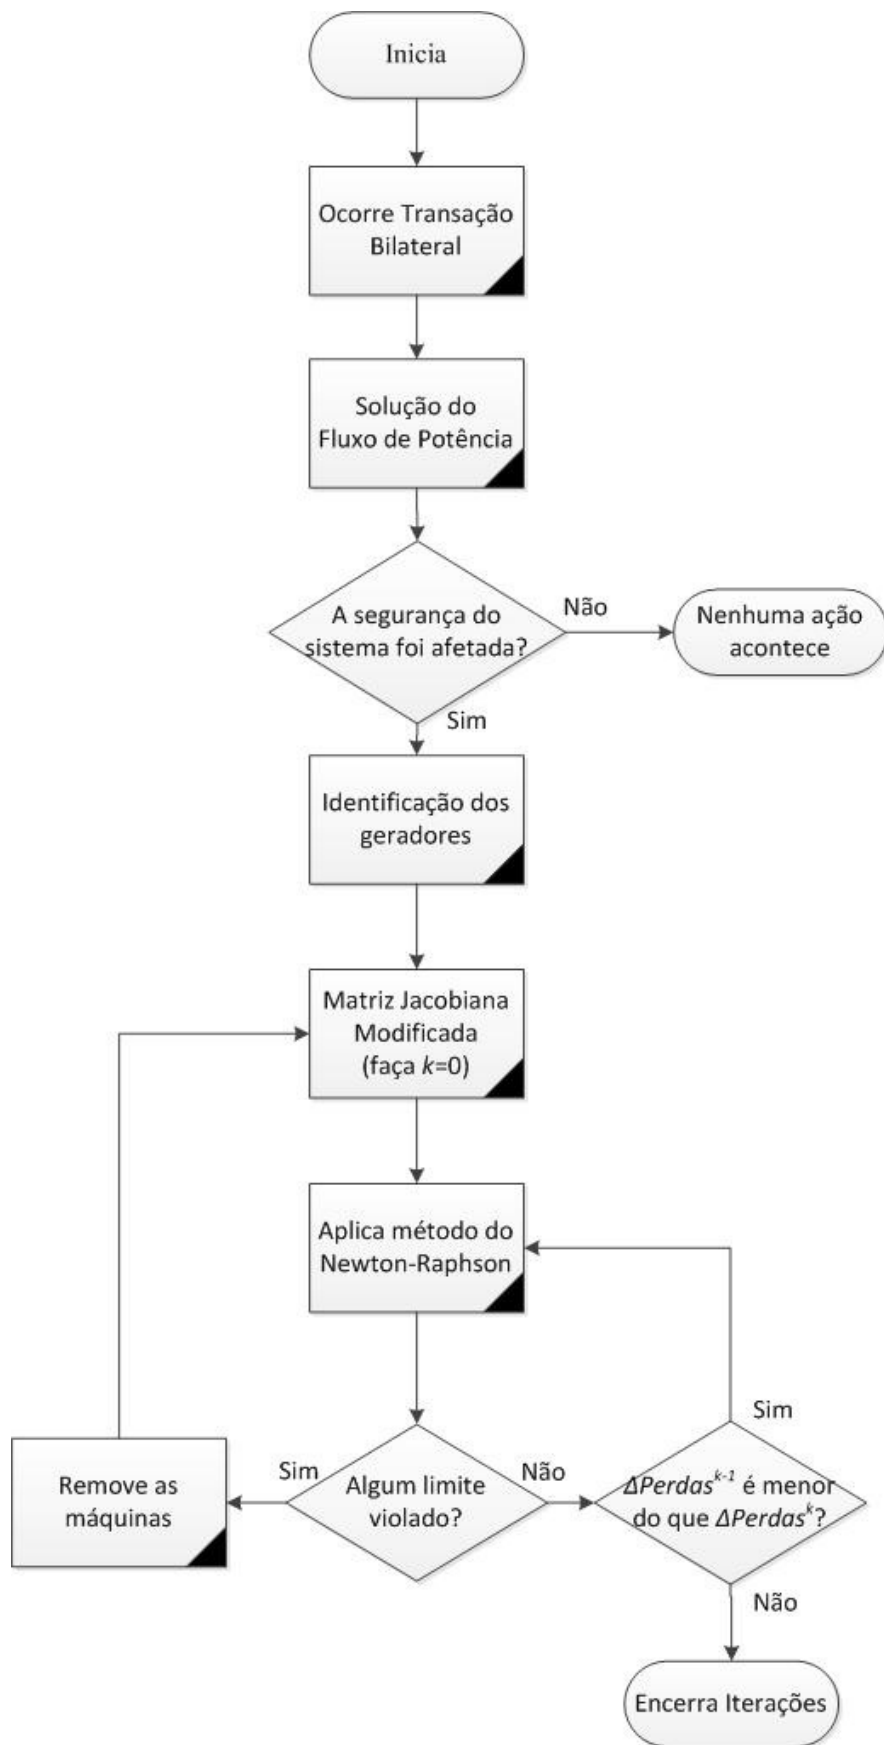 Inicia
Ocorre Transação
Bilateral
Solução do
Fluxo de Potência
A segurança do
sistema foi afetada?
Não
Nenhuma ação
acontece
Sim
Identificação dos
geradores
Matriz Jacobiana
Modificada
(faça k=0)
Aplica método do
Newton-Raphson
Sim
Remove as
máquinas
Sim
Algum limite
violado?
Não
ΔPerdas^{k-1} é menor
do que ΔPerdas^{k}?
Não
Encerra Iterações